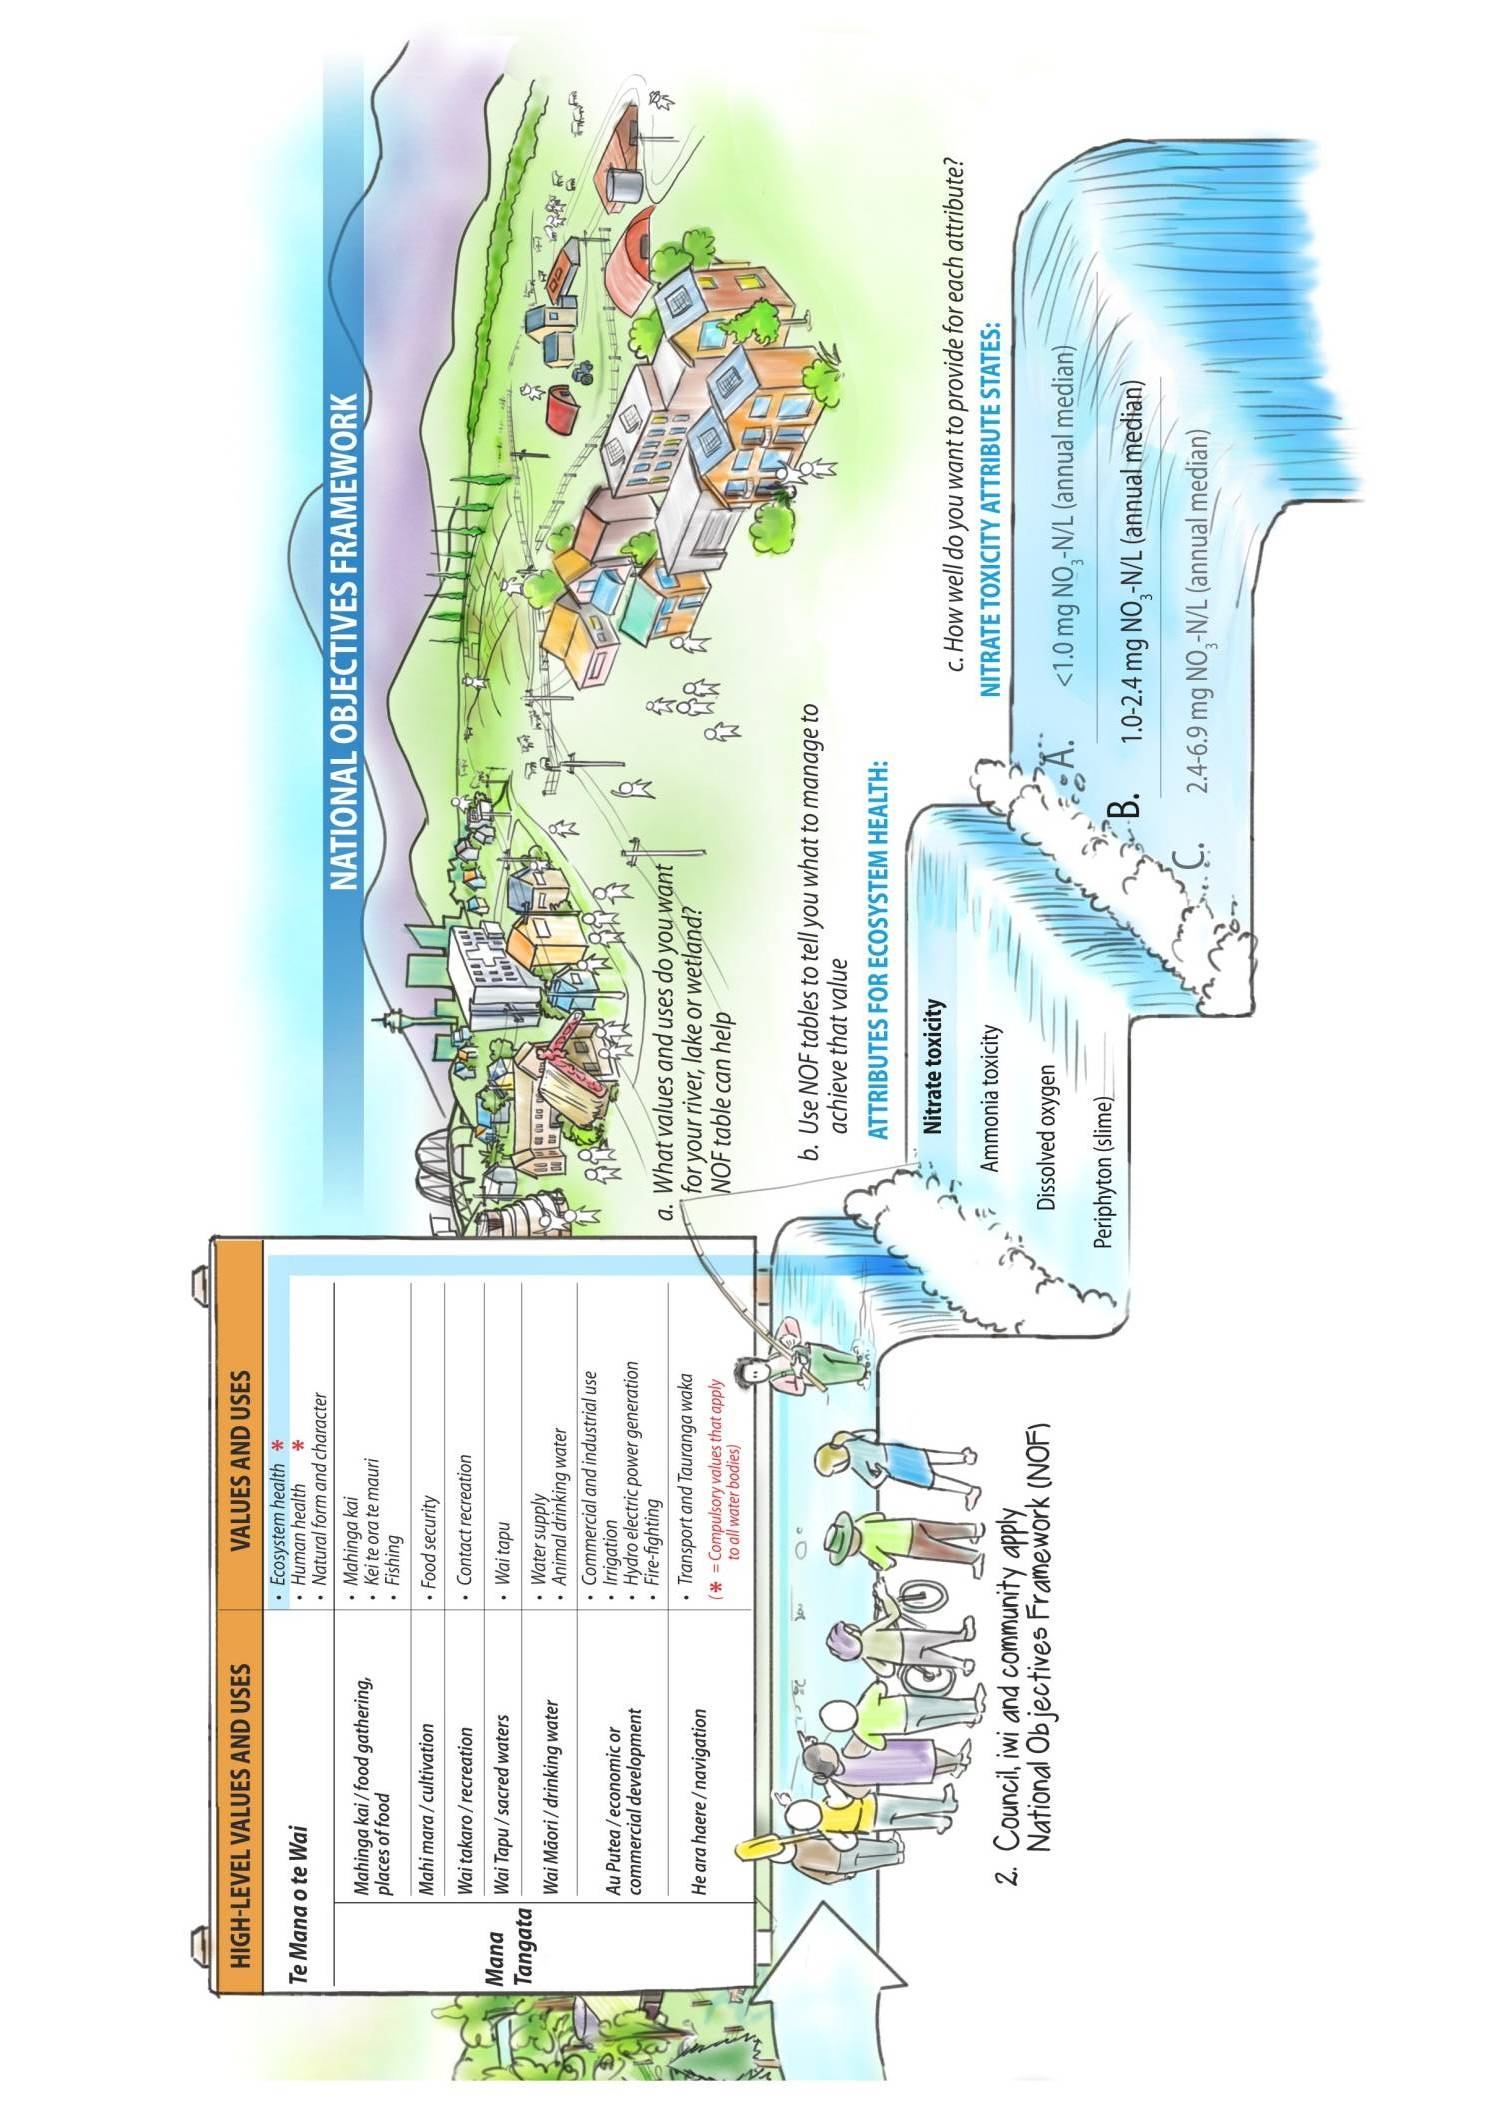 NATIONAL OBJECTIVES FRAMEWORK
HIGH-LEVEL VALUES AND USES
VALUES AND USES
Te Mana o te Wai
• Ecosystem health *
• Human health *
• Natural form and character
Mana
Tangata
Mahinga kai / food gathering,
places of food
• Mahinga kai
• Kei te ora te mauri
• Fishing
Mahi mara / cultivation
• Food security
Wai takaro / recreation
• Contact recreation
Wai Tapu / sacred waters
• Wai tapu
Wai Māori / drinking water
• Water supply
• Animal drinking water
Au Putea / economic or
commercial development
• Commercial and industrial use
• Irrigation
• Hydro electric power generation
• Fire-fighting
He ara haere / navigation
• Transport and Tauranga waka
(* = Compulsory values that apply
to all water bodies)
a. What values and uses do you want
for your river, lake or wetland?
NOF table can help
b. Use NOF tables to tell you what to manage to
achieve that value
ATTRIBUTES FOR ECOSYSTEM HEALTH:
Nitrate toxicity
Ammonia toxicity
Dissolved oxygen
Periphyton (slime)
c. How well do you want to provide for each attribute?
NITRATE TOXICITY ATTRIBUTE STATES:
A. <1.0 mg NO3-N/L (annual median)
B. 1.0-2.4 mg NO3-N/L (annual median)
C. 2.4-6.9 mg NO3-N/L (annual median)
2. Council, iwi and community apply
National Objectives Framework (NOF)